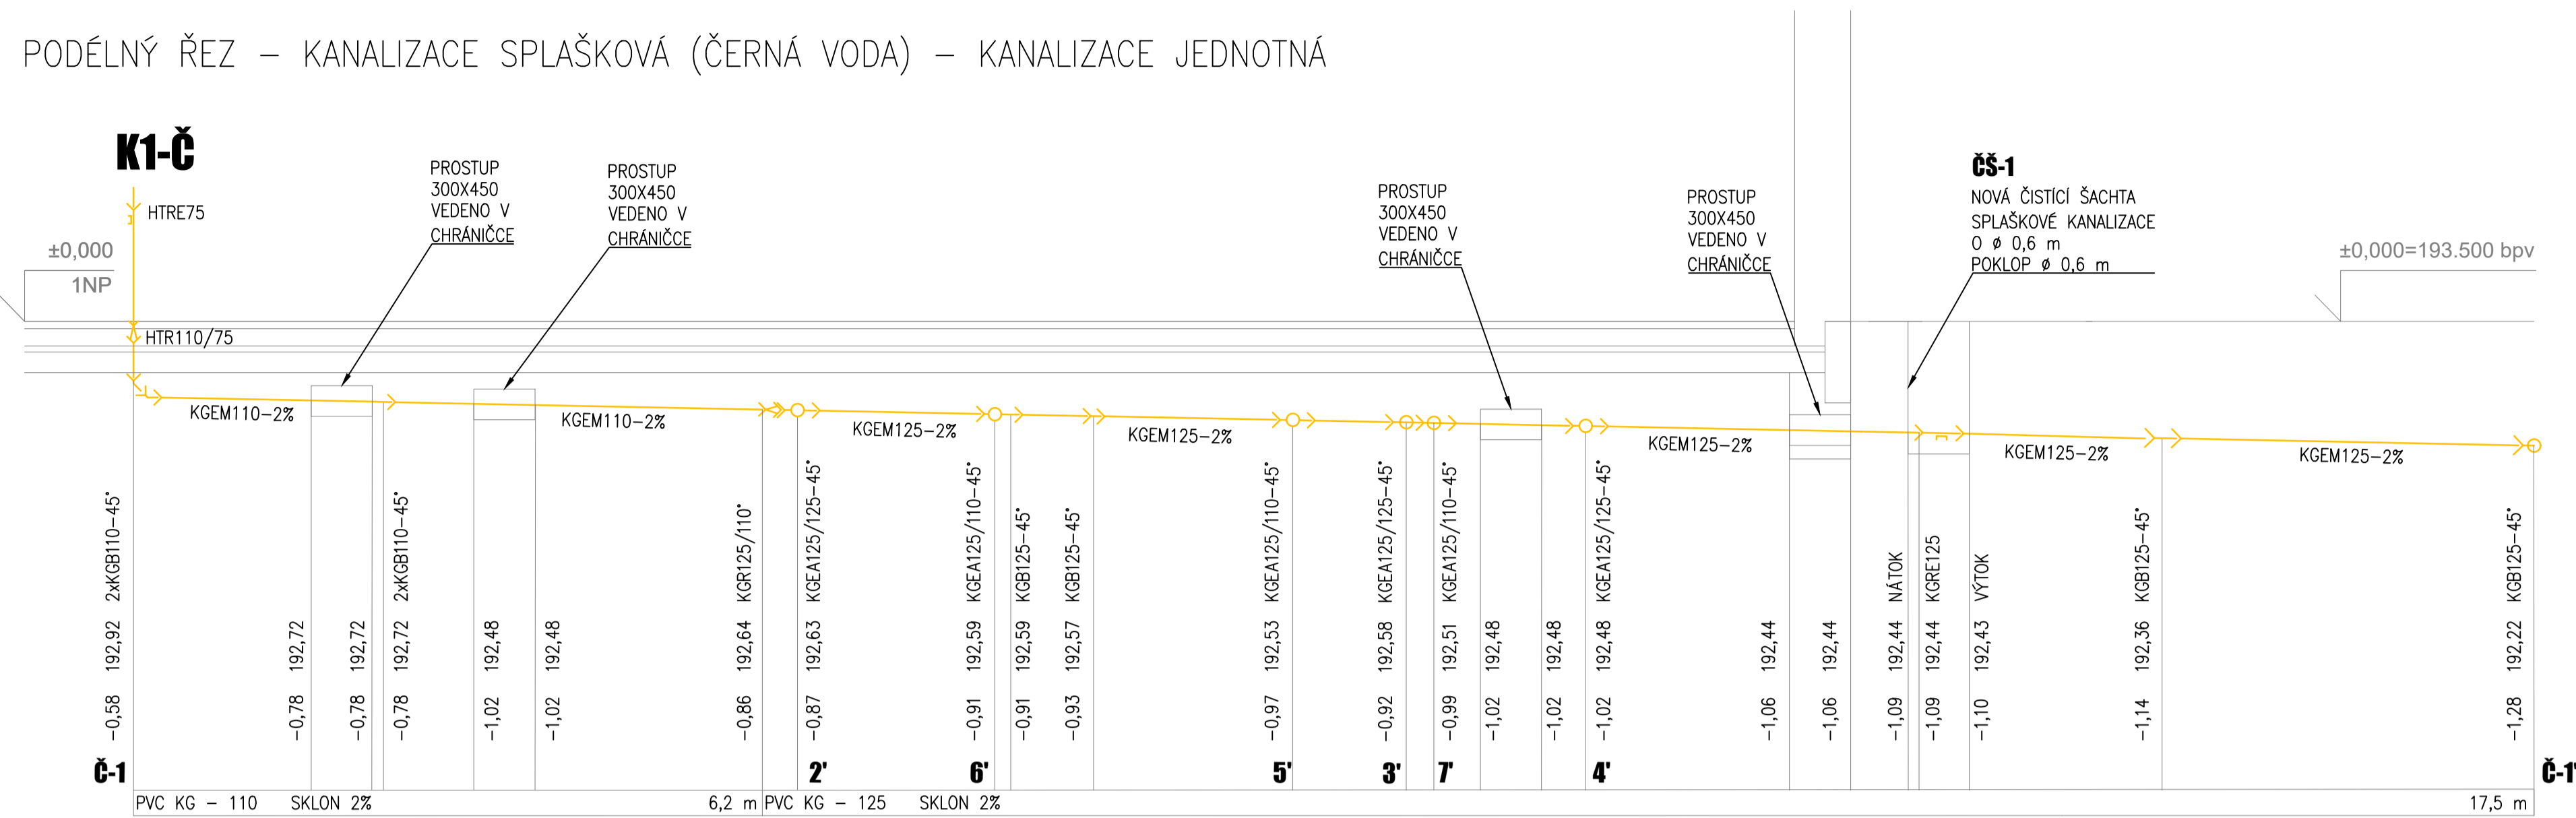 PODÉLNÝ ŘEZ – KANALIZACE SPLAŠKOVÁ (ČERNÁ VODA) – KANALIZACE JEDNOTNÁ
K1-Č
HTRE75
±0,000
1NP
HTR110/75
PROSTUP
300X450
VEDENO V
CHRÁNIČCE
PROSTUP
300X450
VEDENO V
CHRÁNIČCE
PROSTUP
300X450
VEDENO V
CHRÁNIČCE
PROSTUP
300X450
VEDENO V
CHRÁNIČCE
ČŠ-1
NOVÁ ČISTÍCÍ ŠACHTA
SPLAŠKOVÉ KANALIZACE
O ø 0,6 m
POKLOP ø 0,6 m
±0,000=193.500 bpv
KGEM110-2%
KGEM110-2%
KGEM125-2%
KGEM125-2%
KGEM125-2%
KGEM125-2%
KGEM125-2%
-0,58 192,92 2xKGB110-45°
-0,78 192,72
-0,78 192,72
-0,78 192,72 2xKGB110-45°
-1,02 192,48
-1,02 192,48
-0,86 192,64 KGR125/110°
-0,87 192,63 KGEA125/125-45°
-0,91 192,59 KGEA125/110-45°
-0,91 192,59 KGB125-45°
-0,93 192,57 KGB125-45°
-0,97 192,53 KGEA125/110-45°
-0,92 192,58 KGEA125/125-45°
-0,99 192,51 KGEA125/110-45°
-1,02 192,48
-1,02 192,48
-1,02 192,48 KGEA125/125-45°
-1,06 192,44
-1,06 192,44
-1,09 192,44 NÁTOK
-1,09 192,44 KGRE125
-1,10 192,43 VÝTOK
-1,14 192,36 KGB125-45°
-1,28 192,22 KGB125-45°
Č-1
2'
6'
5'
3'
7'
4'
Č-1'
PVC KG – 110 SKLON 2%
6,2 m
PVC KG – 125 SKLON 2%
17,5 m